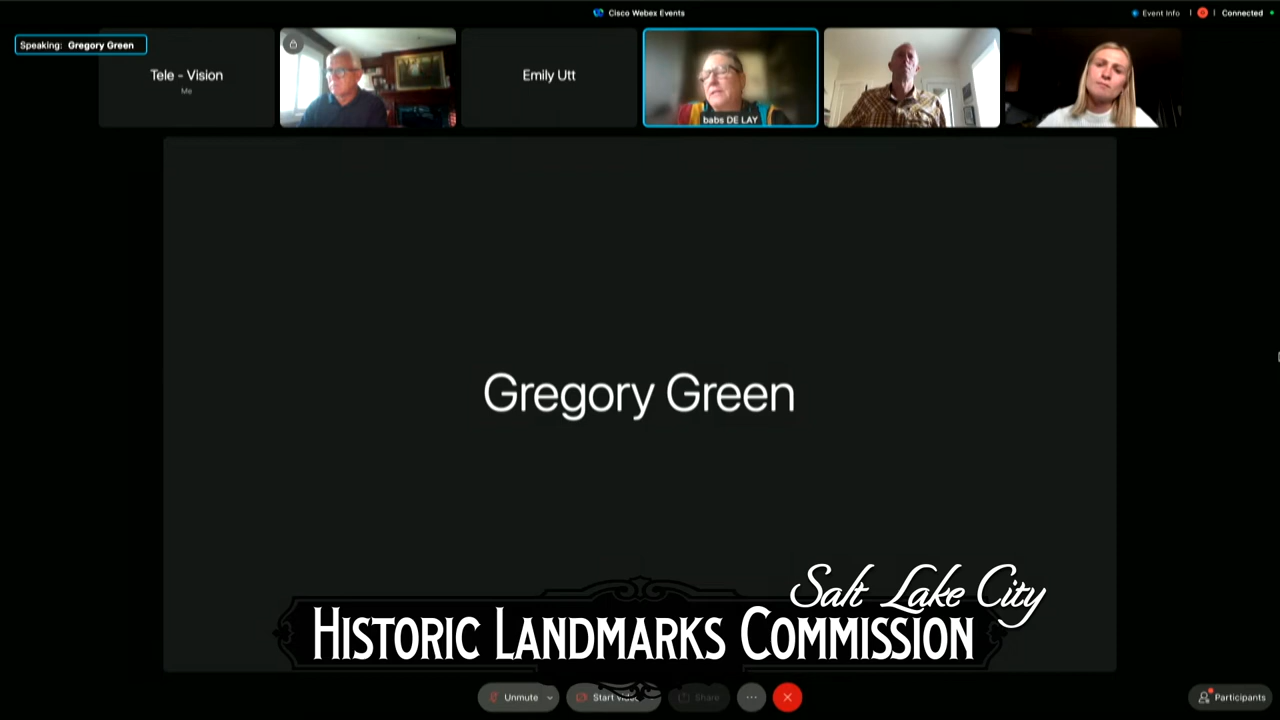 Cisco Webex Events
Event Info
Connected
Speaking: Gregory Green
Tele - Vision
Me
Emily Utt
babs DE LAY
Gregory Green
Salt Lake City
HISTORIC LANDMARKS COMMISSION
Unmute
Start video
Share
Participants